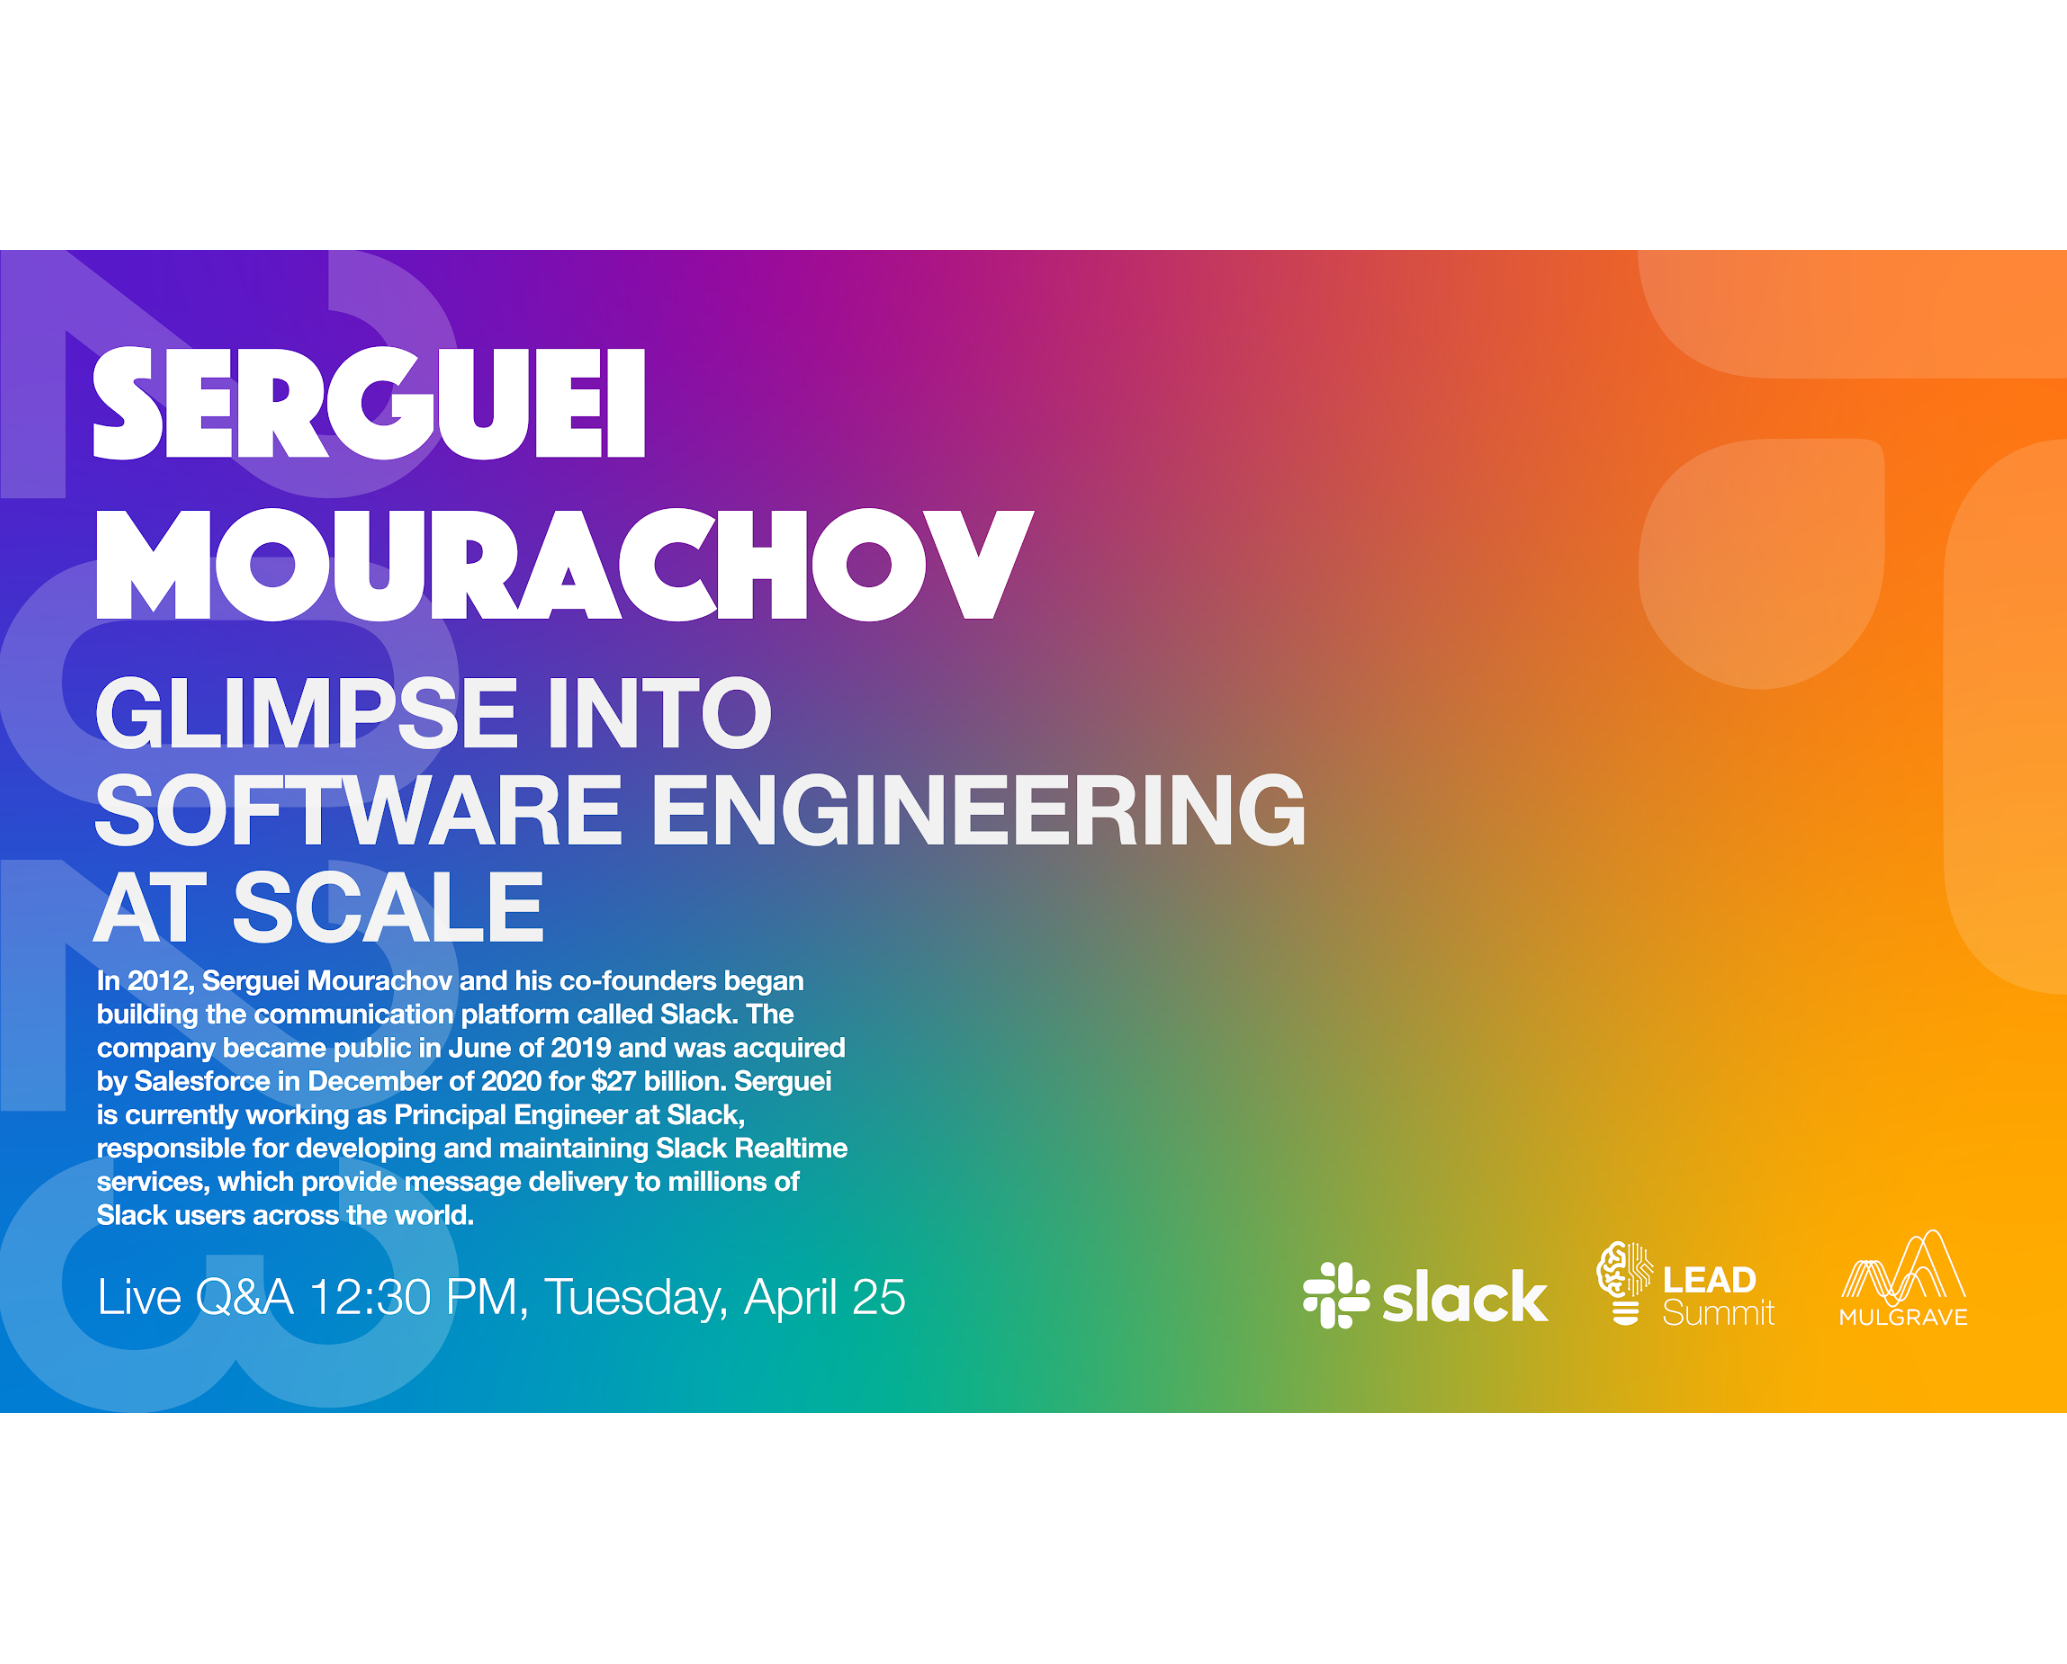 2023
SERGUEI
MOURACHOV
GLIMPSE INTO
SOFTWARE ENGINEERING
AT SCALE
In 2012, Serguei Mourachov and his co-founders began
building the communication platform called Slack. The
company became public in June of 2019 and was acquired
by Salesforce in December of 2020 for $27 billion. Serguei
is currently working as Principal Engineer at Slack,
responsible for developing and maintaining Slack Realtime
services, which provide message delivery to millions of
Slack users across the world.
Live Q&A 12:30 PM, Tuesday, April 25
slack
LEAD
Summit
MULGRAVE